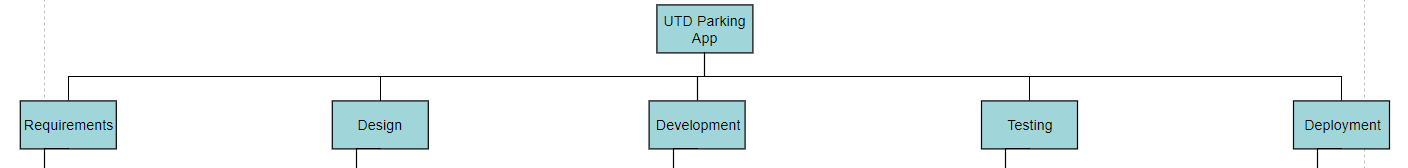 UTD Parking
App
Requirements
Design
Development
Testing
Deployment